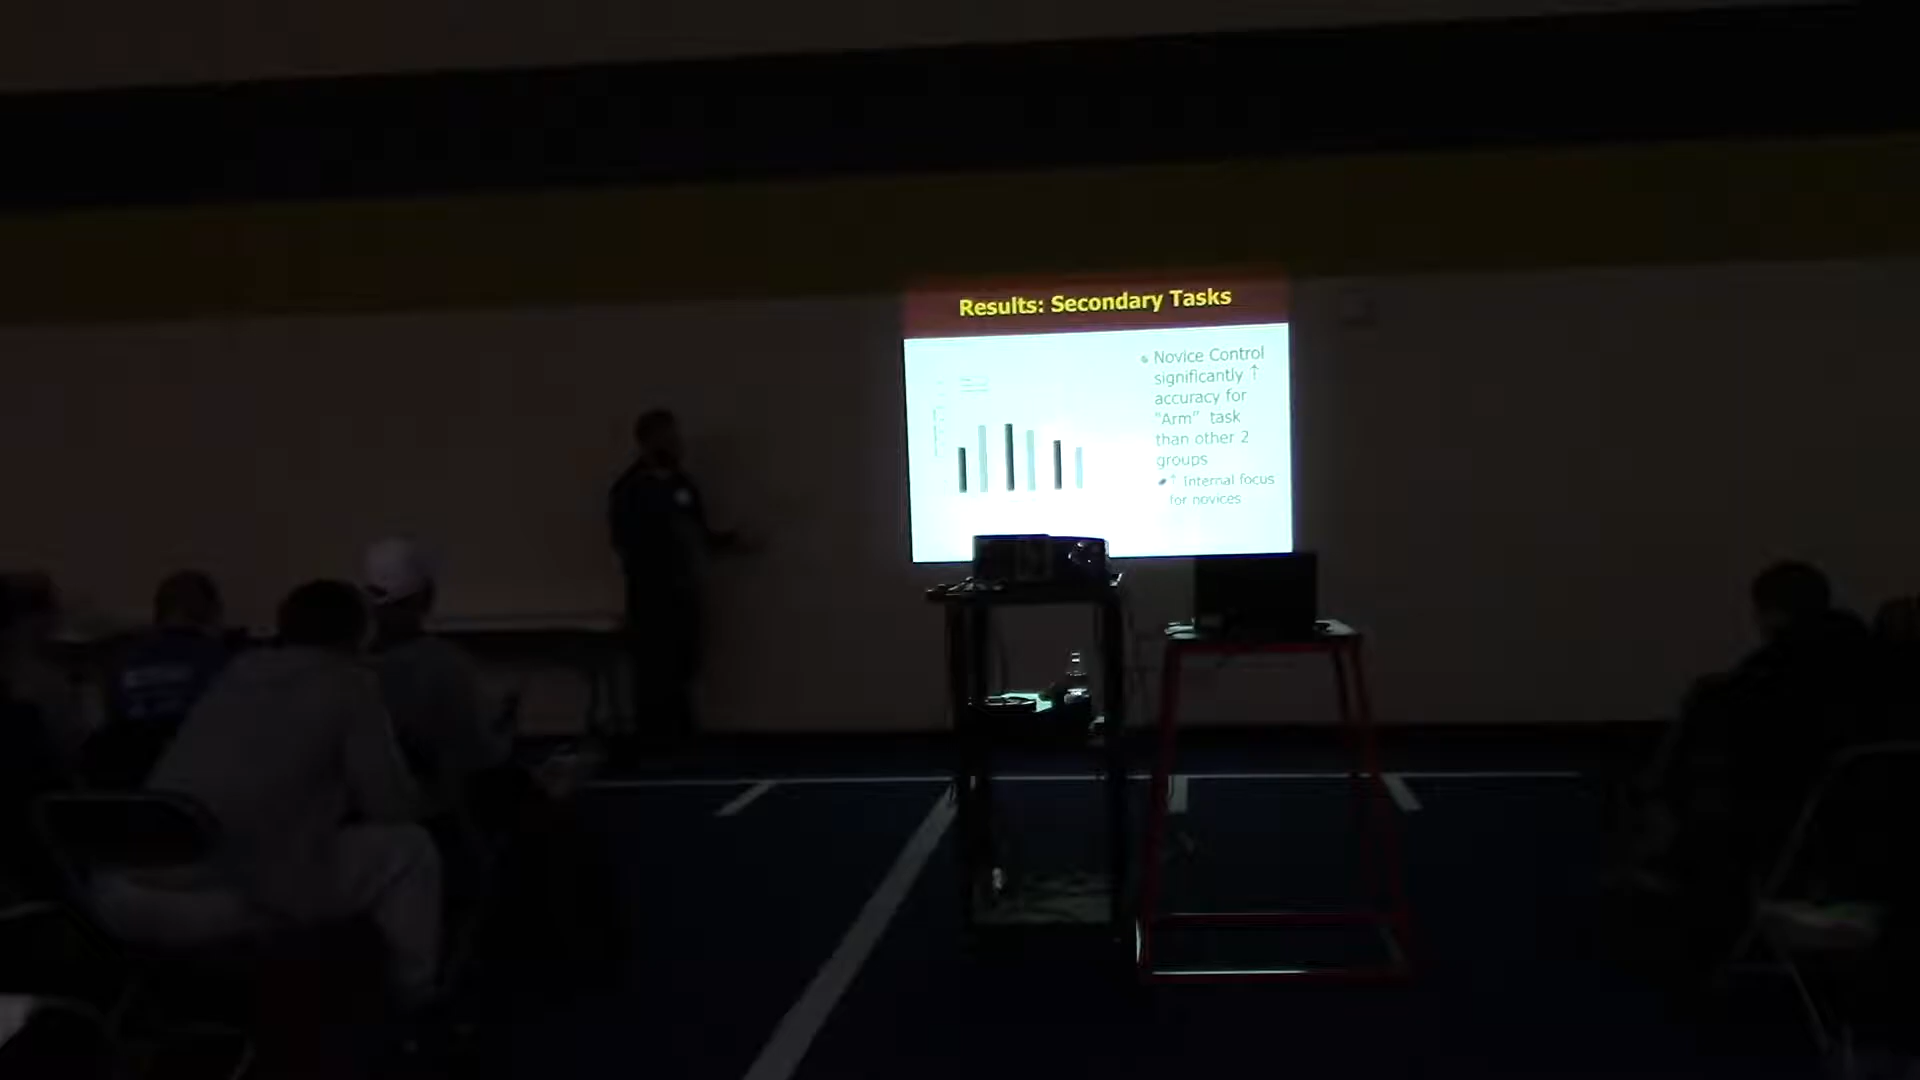 Results: Secondary Tasks
Novice Control
significantly ↑
accuracy for
"Arm" task
than other 2
groups
↑ Internal focus
for novices